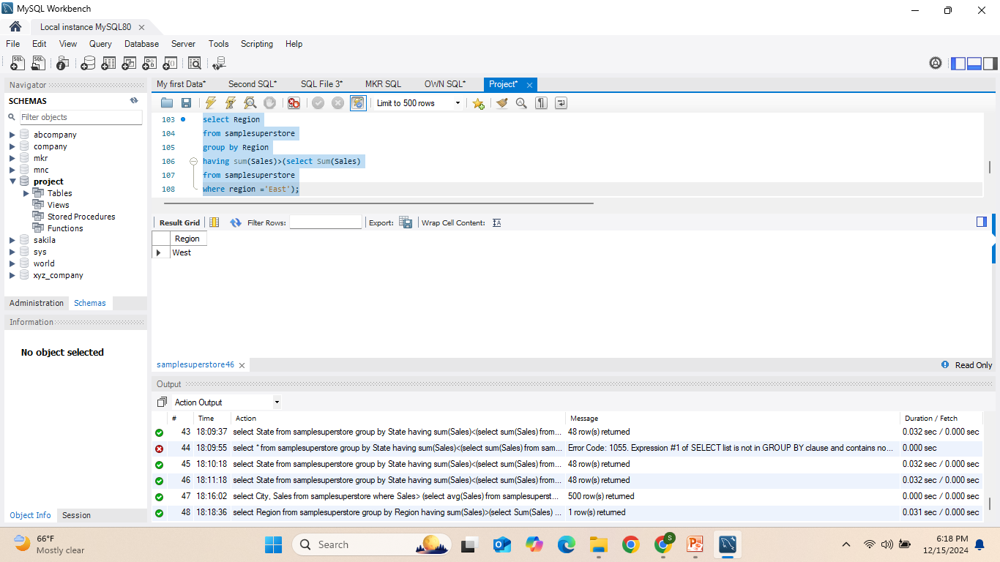 MySQL Workbench
Local instance MySQL80
File Edit View Query Database Server Tools Scripting Help
Navigator
SCHEMAS
Filter objects
abcompany
company
mkr
mnc
project
Tables
Views
Stored Procedures
Functions
sakila
sys
world
xyz_company
Administration Schemas
Information
No object selected
Object Info Session
My first Data* Second SQL* SQL File 3* MKR SQL OWN SQL* Project*
Limit to 500 rows
103 select Region
104 from samplesuperstore
105 group by Region
106 having sum(Sales)>(select Sum(Sales)
107 from samplesuperstore
108 where region ='East');
Result Grid Filter Rows: Export: Wrap Cell Content:
Region
West
samplesuperstore46 Read Only
Output
Action Output
# Time Action Message Duration / Fetch
43 18:09:37 select State from samplesuperstore group by State having sum(Sales)<(select sum(Sales) from... 48 row(s) returned 0.032 sec / 0.000 sec
44 18:09:55 select * from samplesuperstore group by State having sum(Sales)<(select sum(Sales) from sam... Error Code: 1055. Expression #1 of SELECT list is not in GROUP BY clause and contains no... 0.000 sec
45 18:10:18 select State from samplesuperstore group by State having sum(Sales)<(select sum(Sales) from... 48 row(s) returned 0.032 sec / 0.000 sec
46 18:11:18 select State from samplesuperstore group by State having sum(Sales)<(select sum(Sales) from... 48 row(s) returned 0.032 sec / 0.000 sec
47 18:16:02 select City, Sales from samplesuperstore where Sales> (select avg(Sales) from samplesuperst... 500 row(s) returned 0.000 sec / 0.000 sec
48 18:18:36 select Region from samplesuperstore group by Region having sum(Sales)>(select Sum(Sales) ... 1 row(s) returned 0.031 sec / 0.000 sec
66°F
Mostly clear
Search
6:18 PM
12/15/2024